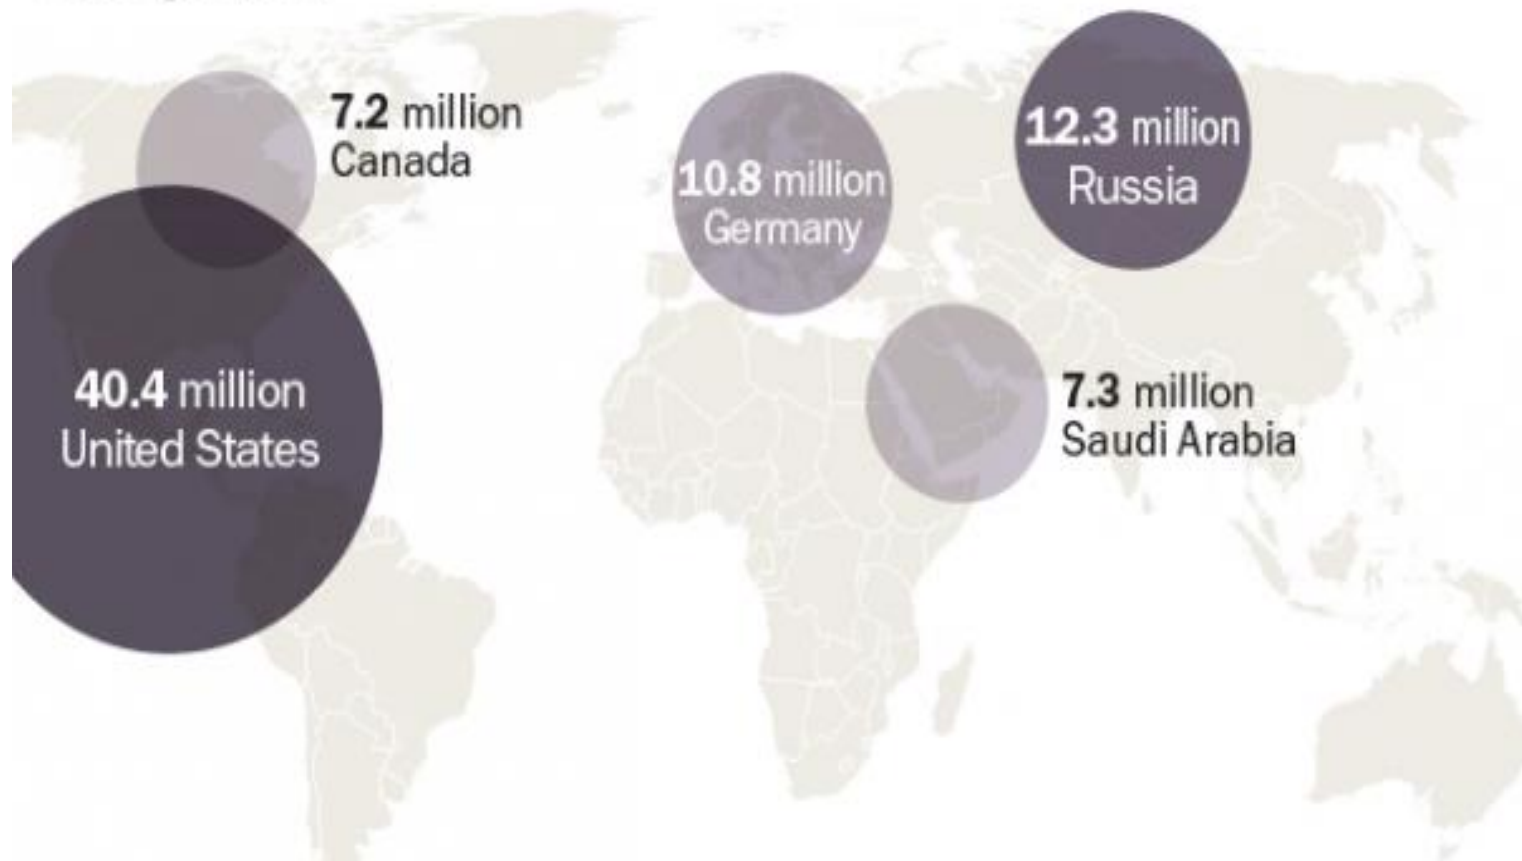 7.2 million
Canada
12.3 million
Russia
10.8 million
Germany
40.4 million
United States
7.3 million
Saudi Arabia